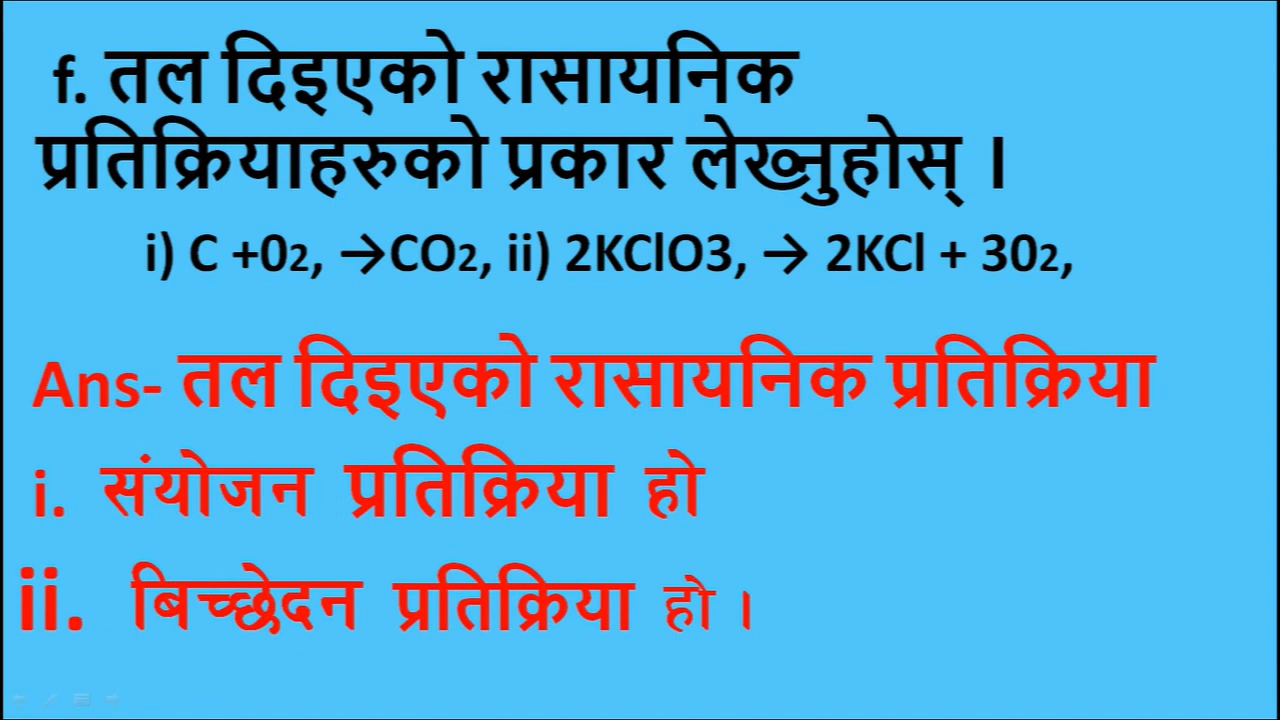 f. तल दिइएको रासायनिक
प्रतिक्रियाहरुको प्रकार लेख्नुहोस् ।
i) C +0₂, →CO₂, ii) 2KClO3, → 2KCl + 30₂,
Ans- तल दिइएको रासायनिक प्रतिक्रिया
i. संयोजन प्रतिक्रिया हो
ii. बिच्छेदन प्रतिक्रिया हो ।